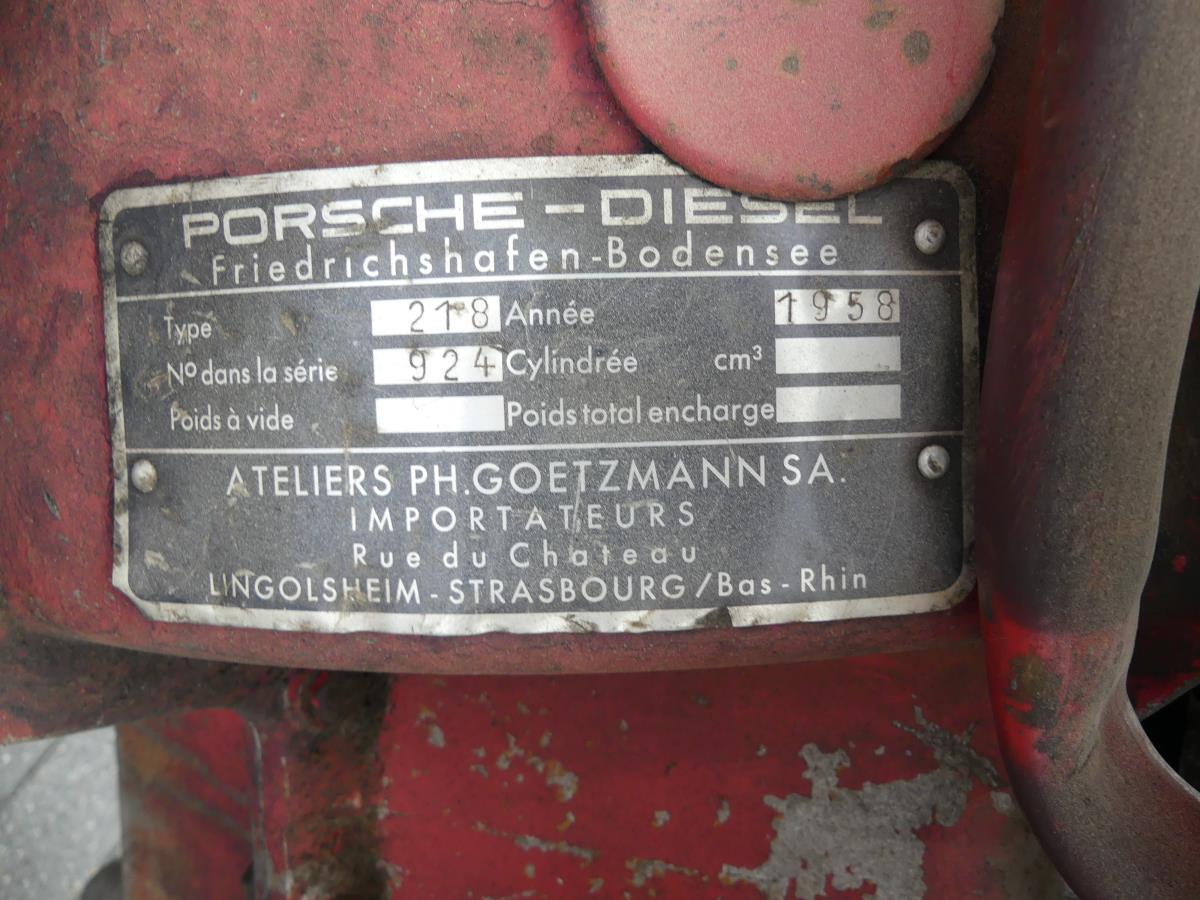 PORSCHE - DIESEL
Friedrichshafen-Bodensee
Type 218 Année 1958
Nº dans la série 924 Cylindrée cm³
Poids à vide Poids total encharge
ATELIERS PH.GOETZMANN SA.
IMPORTATEURS
Rue du Chateau
LINGOLSHEIM - STRASBOURG / Bas - Rhin